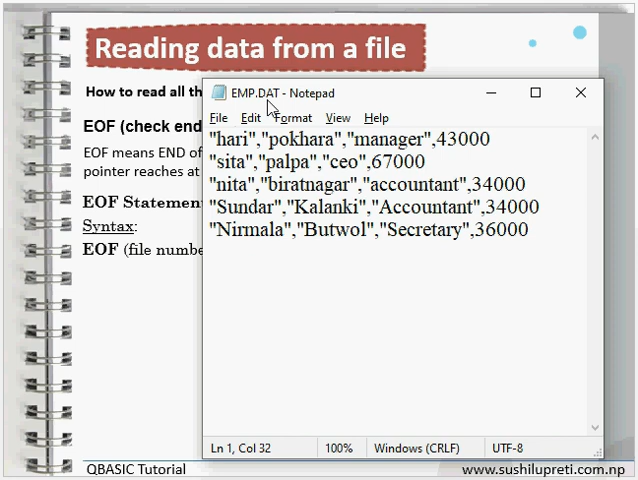 Reading data from a file
How to read all th
EMP.DAT - Notepad
File Edit Format View Help
EOF (check end
EOF means END of
pointer reaches at
EOF Statemen
Syntax:
EOF (file numbe
"hari","pokhara","manager",43000
"sita","palpa","ceo",67000
"nita","biratnagar","accountant",34000
"Sundar","Kalanki","Accountant",34000
"Nirmala","Butwol","Secretary",36000
Ln 1, Col 32 100% Windows (CRLF) UTF-8
QBASIC Tutorial www.sushilupreti.com.np